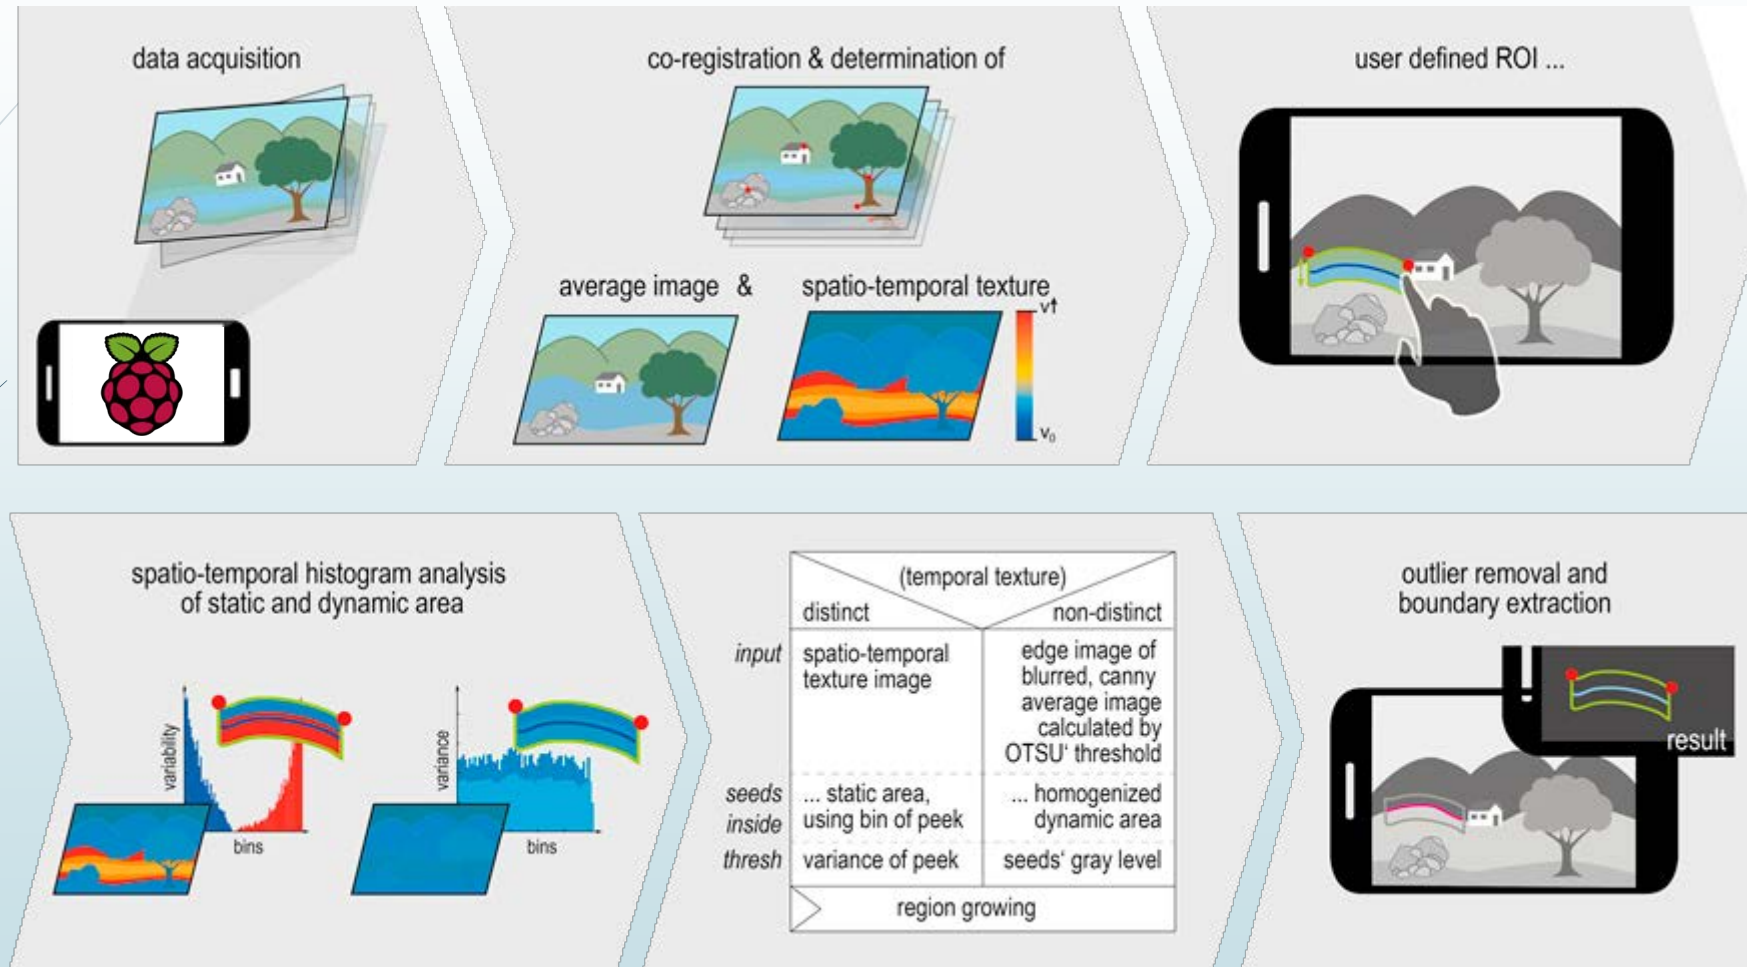 data acquisition
co-registration & determination of
average image &
spatio-temporal texture
v↑
v₀
user defined ROI ...
spatio-temporal histogram analysis
of static and dynamic area
variability
bins
variance
bins
(temporal texture)
distinct
non-distinct
input
spatio-temporal
texture image
edge image of
blurred, canny
average image
calculated by
OTSU‘ threshold
seeds
inside
... static area,
using bin of peek
... homogenized
dynamic area
thresh
variance of peek
seeds‘ gray level
region growing
outlier removal and
boundary extraction
result